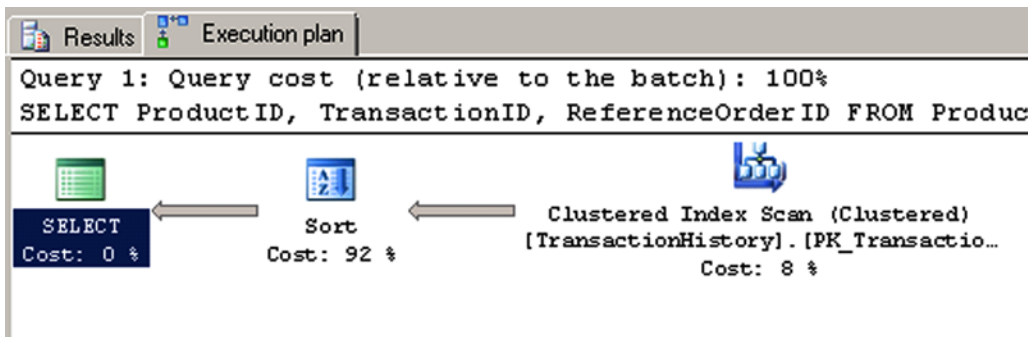 Results
Execution plan
Query 1: Query cost (relative to the batch): 100%
SELECT ProductID, TransactionID, ReferenceOrderID FROM Produc
SELECT
Cost: 0 %
Sort
Cost: 92 %
Clustered Index Scan (Clustered)
[TransactionHistory].[PK_Transactio…
Cost: 8 %